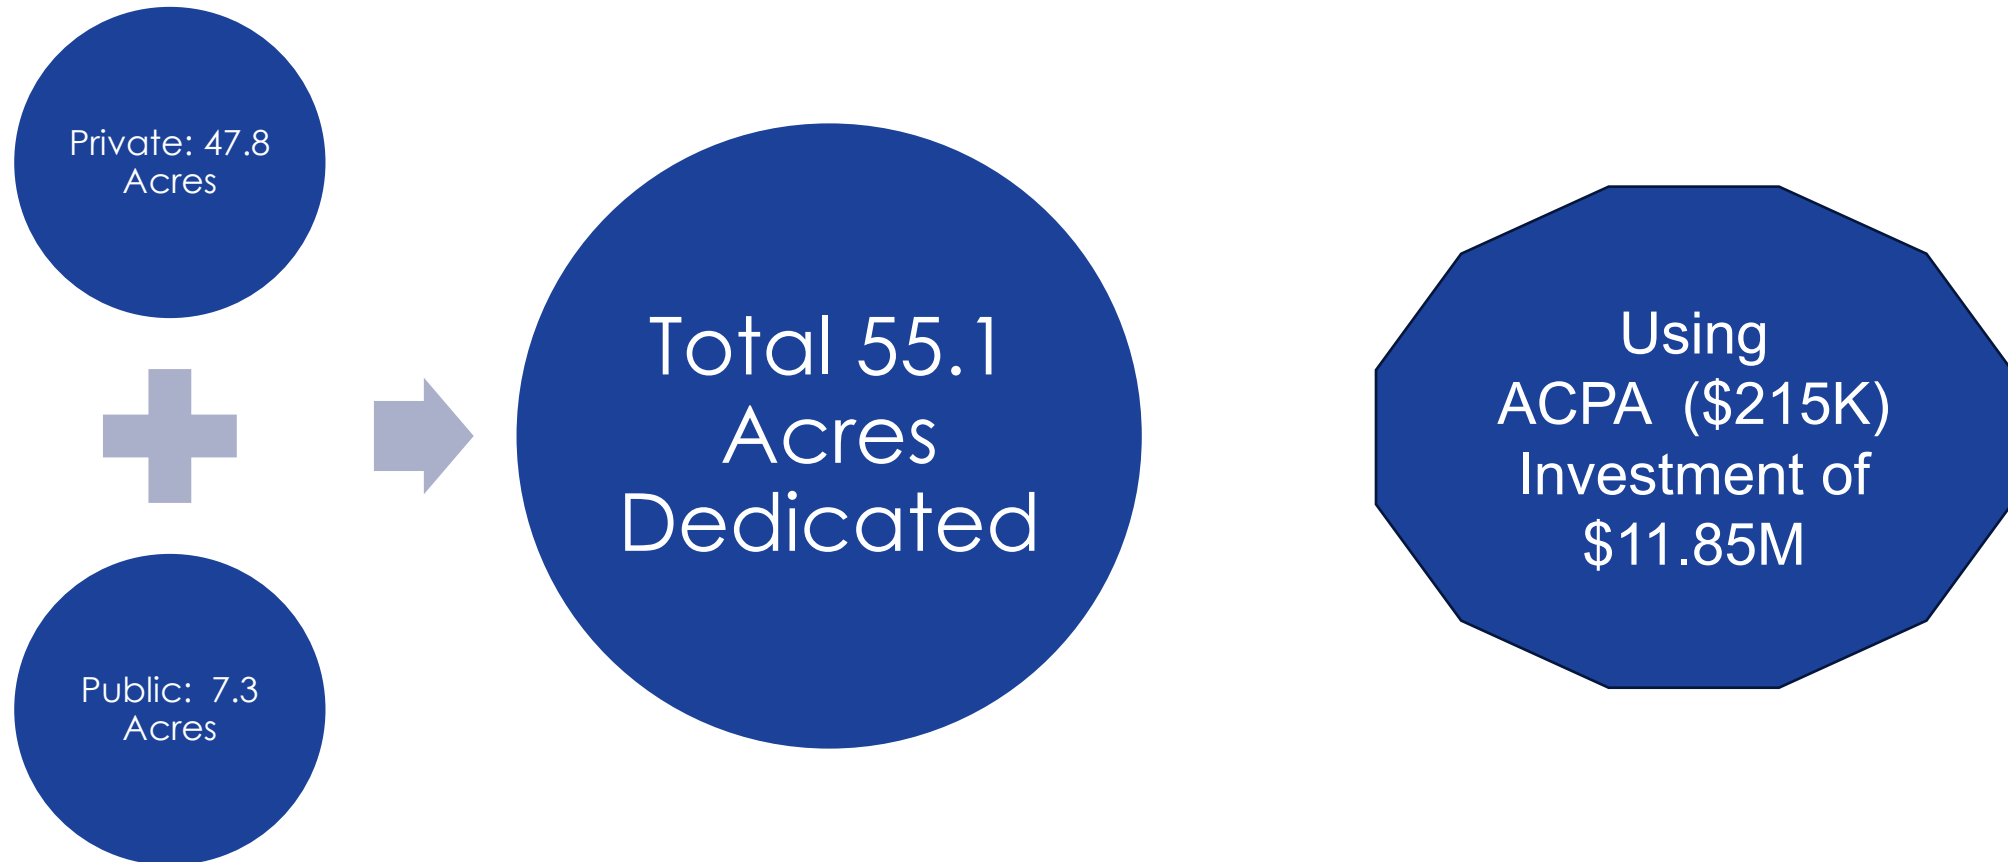 Private: 47.8
Acres
Public:  7.3
Acres
Total 55.1
Acres
Dedicated
Using
ACPA  ($215K)
Investment of
$11.85M